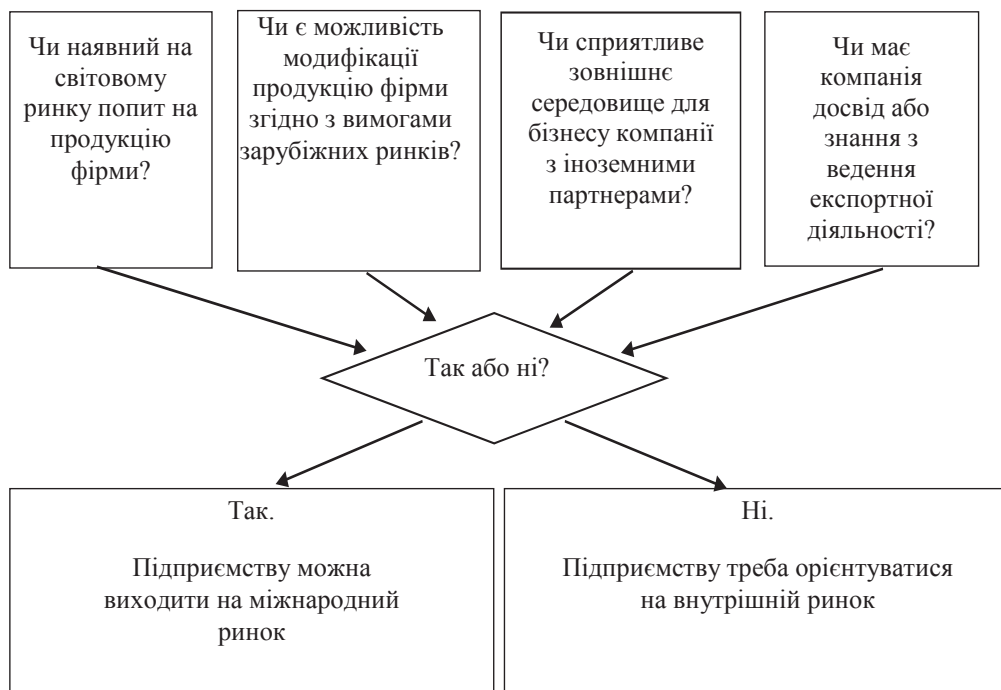 Чи наявний на
світовому
ринку попит на
продукцію
фірми?
Чи є можливість
модифікації
продукцію фірми
згідно з вимогами
зарубіжних ринків?
Чи сприятливе
зовнішнє
середовище для
бізнесу компанії
з іноземними
партнерами?
Чи має
компанія
досвід або
знання з
ведення
експортної
діяльності?
Так або ні?
Так.
Підприємству можна
виходити на міжнародний
ринок
Ні.
Підприємству треба орієнтуватися
на внутрішній ринок